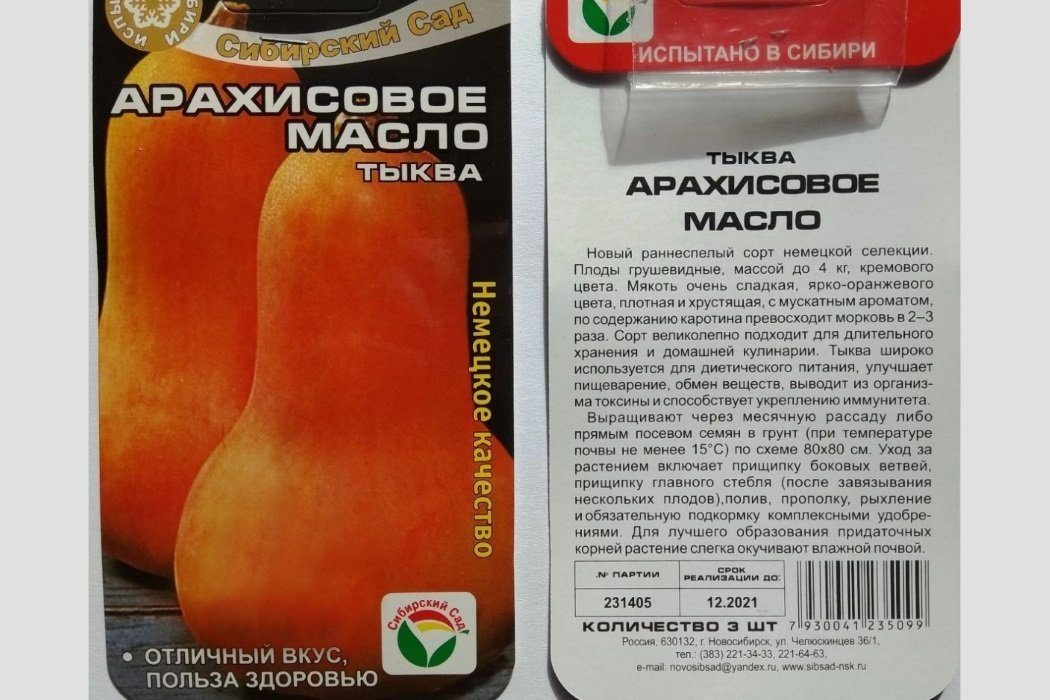 СИБИРИ
Сибирский Сад
АРАХИСОВОЕ
МАСЛО
ТЫКВА
Немецкое качество
Сибирский Сад
• ОТЛИЧНЫЙ ВКУС,
ПОЛЬЗА ЗДОРОВЬЮ
ИСПЫТАНО В СИБИРИ
ТЫКВА
АРАХИСОВОЕ
МАСЛО
Новый раннеспелый сорт немецкой селекции.
Плоды грушевидные, массой до 4 кг, кремового
цвета. Мякоть очень сладкая, ярко-оранжевого
цвета, плотная и хрустящая, с мускатным ароматом,
по содержанию каротина превосходит морковь в 2–3
раза. Сорт великолепно подходит для длительного
хранения и домашней кулинарии. Тыква широко
используется для диетического питания, улучшает
пищеварение, обмен веществ, выводит из организ-
ма токсины и способствует укреплению иммунитета.
Выращивают через месячную рассаду либо
прямым посевом семян в грунт (при температуре
почвы не менее 15°С) по схеме 80х80 см. Уход за
растением включает прищипку боковых ветвей,
прищипку главного стебля (после завязывания
нескольких плодов),полив, прополку, рыхление
и обязательную подкормку комплексными удобре-
ниями. Для лучшего образования придаточных
корней растение слегка окучивают влажной почвой.
№ ПАРТИИ
СРОК
РЕАЛИЗАЦИИ ДО:
231405
12.2021
КОЛИЧЕСТВО 3 ШТ
7 930041 235099
Россия, 630132, г. Новосибирск, ул. Челюскинцев 36/1,
тел.: (383) 221-34-33, 221-64-63,
e-mail: novosibsad@yandex.ru, www.sibsad-nsk.ru